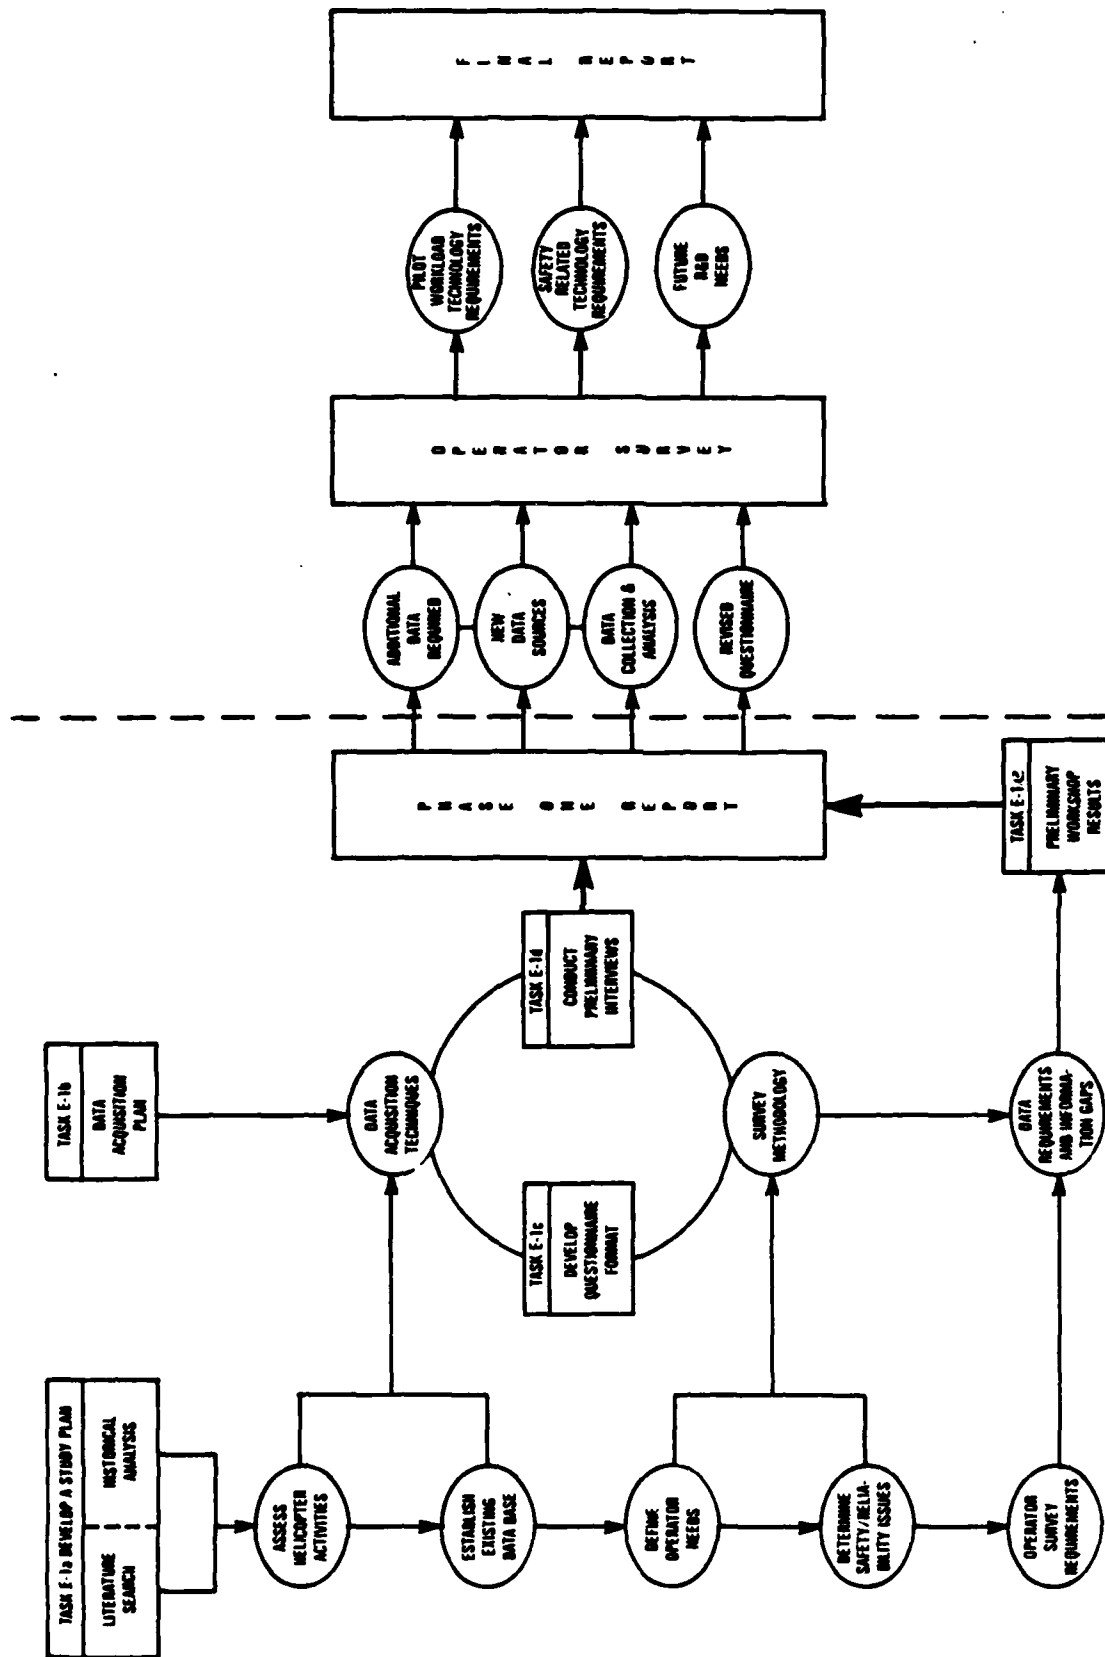 TASK E-1a DEVELOP A STUDY PLAN
LITERATURE
SEARCH
HISTORICAL
ANALYSIS
TASK E-1b
DATA
ACQUISITION
PLAN
ASSESS
HELICOPTER
ACTIVITIES
ESTABLISH
EXISTING
DATA BASE
DEFINE
OPERATOR
NEEDS
DETERMINE
SAFETY/RELIA-
BILITY ISSUES
OPERATOR
SURVEY
REQUIREMENTS
DATA
ACQUISITION
TECHNIQUES
TASK E-1c
DEVELOP
QUESTIONNAIRE
FORMAT
TASK E-1d
CONDUCT
PRELIMINARY
INTERVIEWS
SURVEY
METHODOLOGY
DATA
REQUIREMENTS
AND INFORMA-
TION GAPS
TASK E-1e
PRELIMINARY
WORKSHOP
RESULTS
PHASE ONE REPORT
ADDITIONAL
DATA
REQUIRED
NEW
DATA
SOURCES
DATA
COLLECTION &
ANALYSIS
REVISED
QUESTIONNAIRE
OPERATOR SURVEY
PILOT
WORKLOAD
TECHNOLOGY
REQUIREMENTS
SAFETY
RELATED
TECHNOLOGY
REQUIREMENTS
FUTURE
R&D
NEEDS
FINAL REPORT